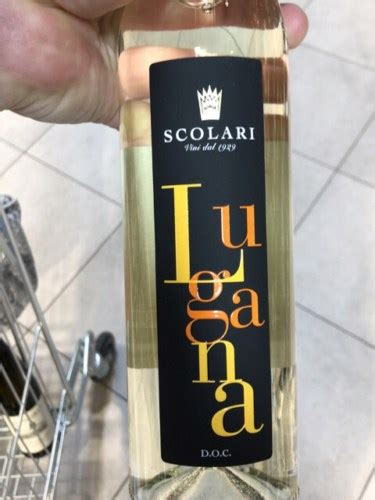 SCOLARI
Vini dal 1929
Lugana
D.O.C.